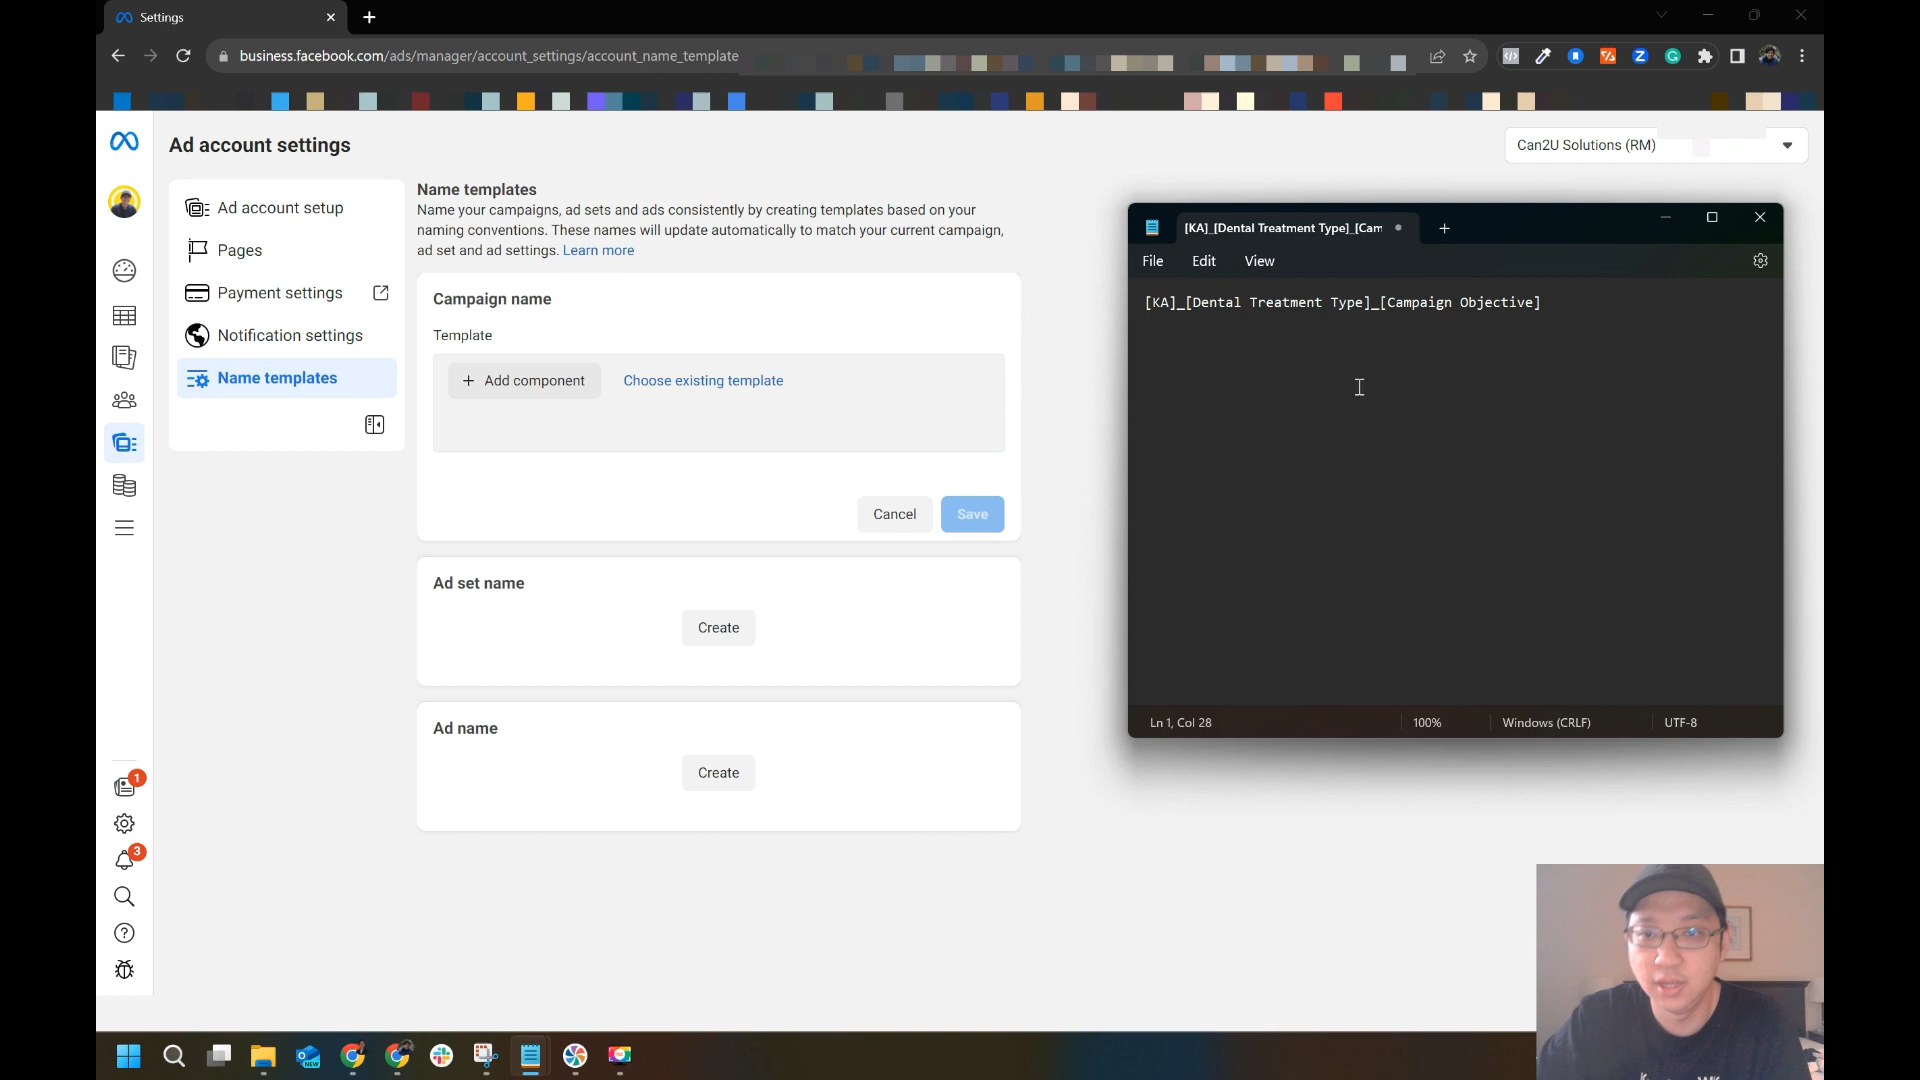 Settings
business.facebook.com/ads/manager/account_settings/account_name_template
Ad account settings
Can2U Solutions (RM)
Ad account setup
Pages
Payment settings
Notification settings
Name templates
Name templates
Name your campaigns, ad sets and ads consistently by creating templates based on your
naming conventions. These names will update automatically to match your current campaign,
ad set and ad settings. Learn more
Campaign name
Template
+ Add component Choose existing template
Cancel Save
Ad set name
Create
Ad name
Create
[KA]_[Dental Treatment Type]_[Cam
File Edit View
[KA]_[Dental Treatment Type]_[Campaign Objective]
Ln 1, Col 28 100% Windows (CRLF) UTF-8
1
3
NEW